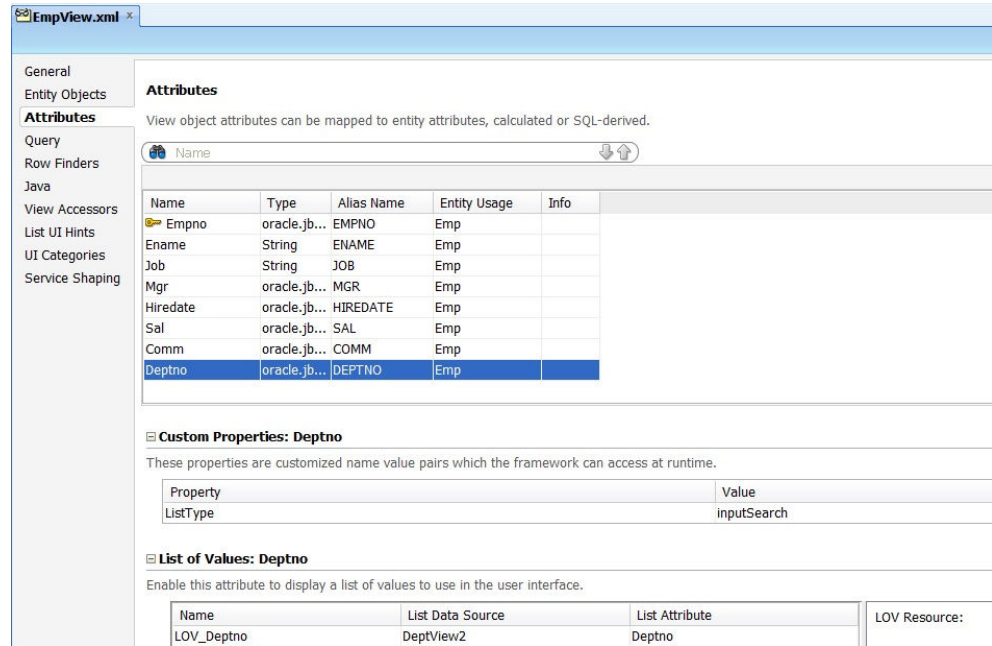 EmpView.xml ×
General
Entity Objects
Attributes
Query
Row Finders
Java
View Accessors
List UI Hints
UI Categories
Service Shaping
Attributes
View object attributes can be mapped to entity attributes, calculated or SQL-derived.
Name
Name Type Alias Name Entity Usage Info
Empno oracle.jb... EMPNO Emp
Ename String ENAME Emp
Job String JOB Emp
Mgr oracle.jb... MGR Emp
Hiredate oracle.jb... HIREDATE Emp
Sal oracle.jb... SAL Emp
Comm oracle.jb... COMM Emp
Deptno oracle.jb... DEPTNO Emp
Custom Properties: Deptno
These properties are customized name value pairs which the framework can access at runtime.
Property Value
ListType inputSearch
List of Values: Deptno
Enable this attribute to display a list of values to use in the user interface.
Name List Data Source List Attribute LOV Resource:
LOV_Deptno DeptView2 Deptno